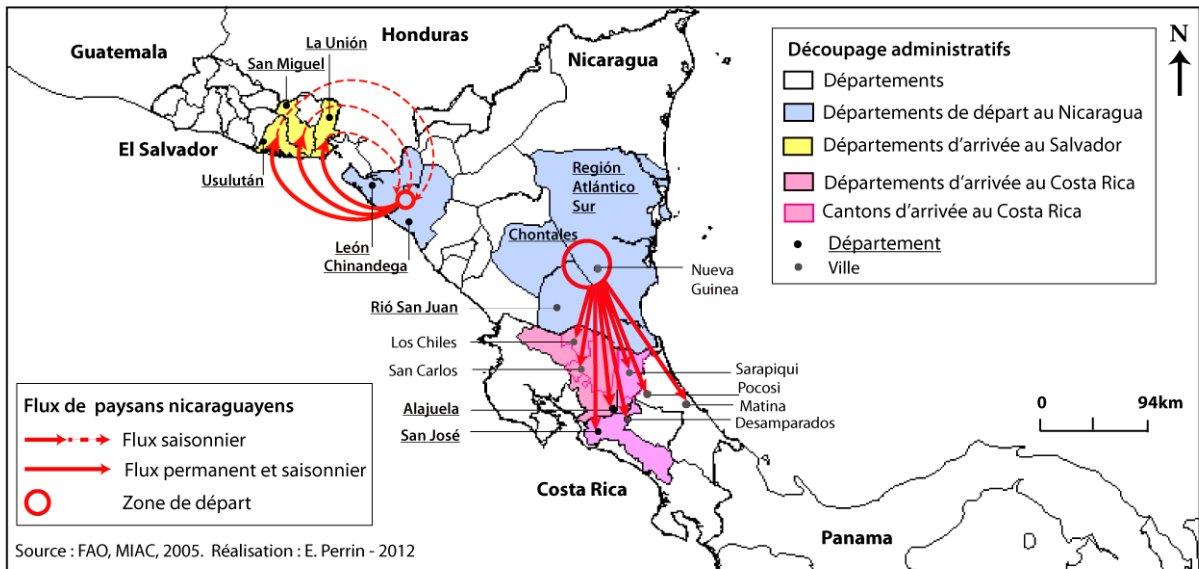 Guatemala
Honduras
La Unión
San Miguel
Nicaragua
N
El Salvador
Usulután
León
Chinandega
Región
Atlántico
Sur
Chontales
Nueva
Guinea
Rió San Juan
Los Chiles
San Carlos
Alajuela
San José
Sarapiqui
Pocosi
Matina
Desamparados
Costa Rica
Panama
0 94km
Découpage administratifs
Départements
Départements de départ au Nicaragua
Départements d'arrivée au Salvador
Départements d'arrivée au Costa Rica
Cantons d'arrivée au Costa Rica
Département
Ville
Flux de paysans nicaraguayens
Flux saisonnier
Flux permanent et saisonnier
Zone de départ
Source : FAO, MIAC, 2005. Réalisation : E. Perrin - 2012